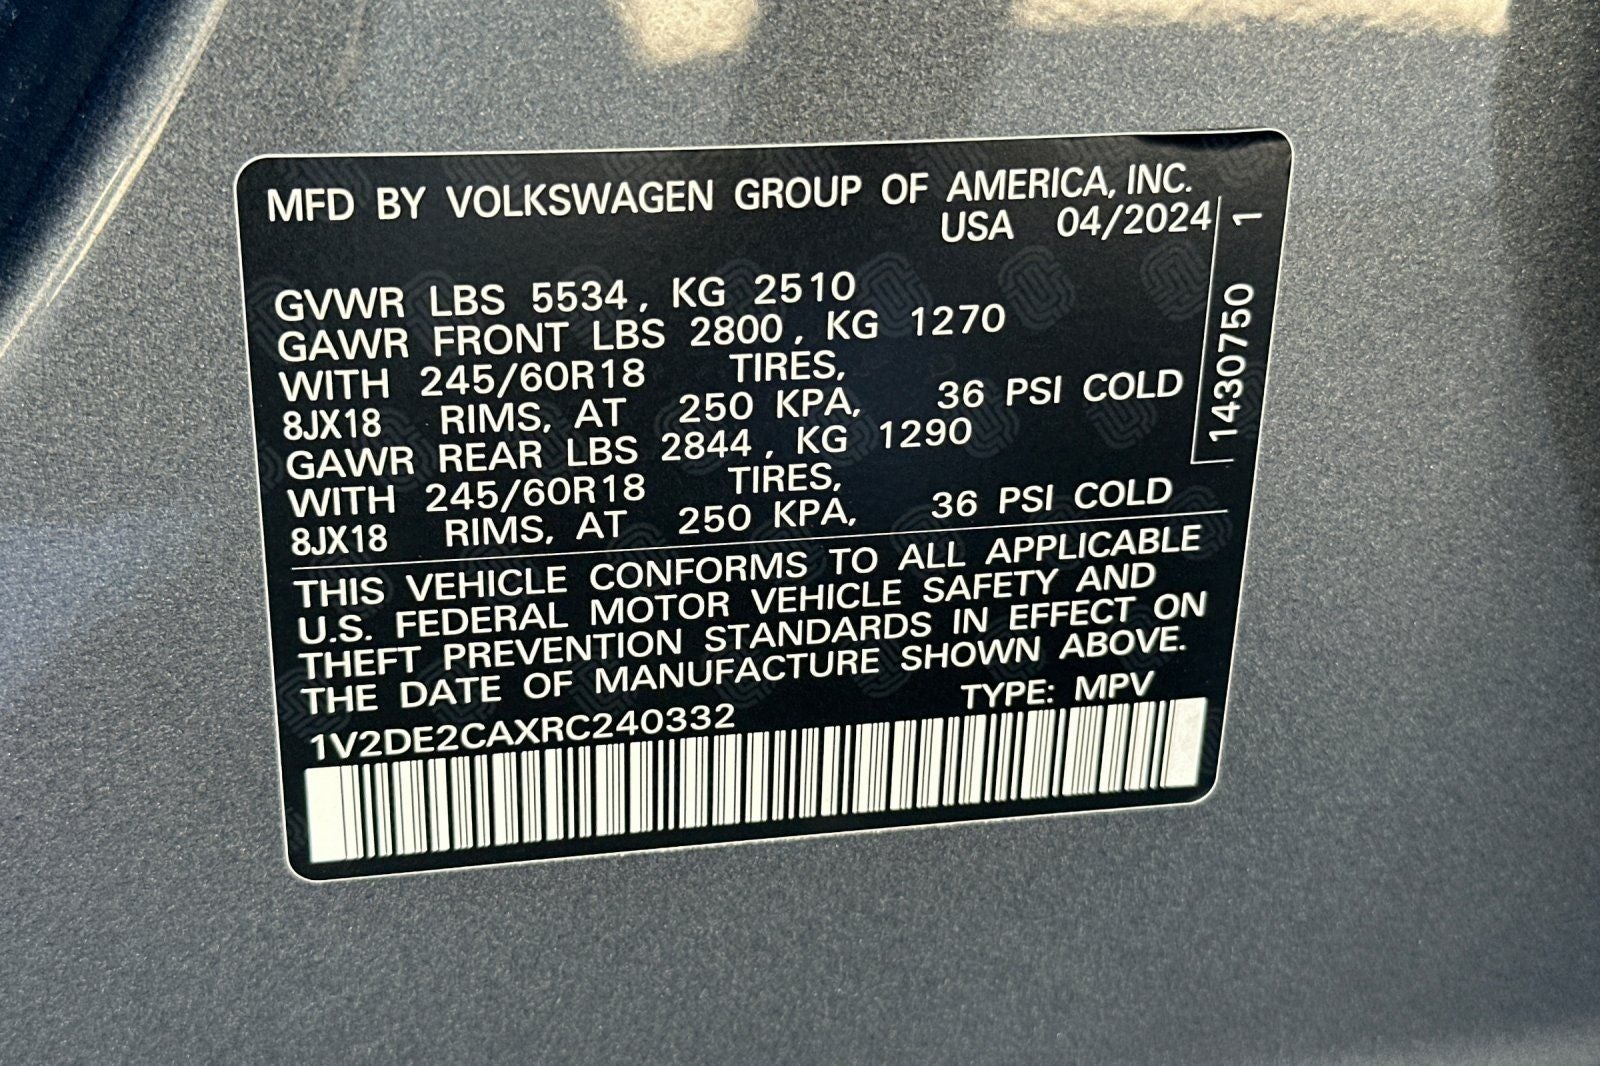 MFD BY VOLKSWAGEN GROUP OF AMERICA, INC.
USA 04/2024
GVWR LBS 5534, KG 2510
GAWR FRONT LBS 2800, KG 1270
WITH 245/60R18 TIRES,
8JX18 RIMS, AT 250 KPA, 36 PSI COLD
GAWR REAR LBS 2844, KG 1290
WITH 245/60R18 TIRES,
8JX18 RIMS, AT 250 KPA, 36 PSI COLD
THIS VEHICLE CONFORMS TO ALL APPLICABLE
U.S. FEDERAL MOTOR VEHICLE SAFETY AND
THEFT PREVENTION STANDARDS IN EFFECT ON
THE DATE OF MANUFACTURE SHOWN ABOVE.
1V2DE2CAXRC240332 TYPE: MPV
1430750 1